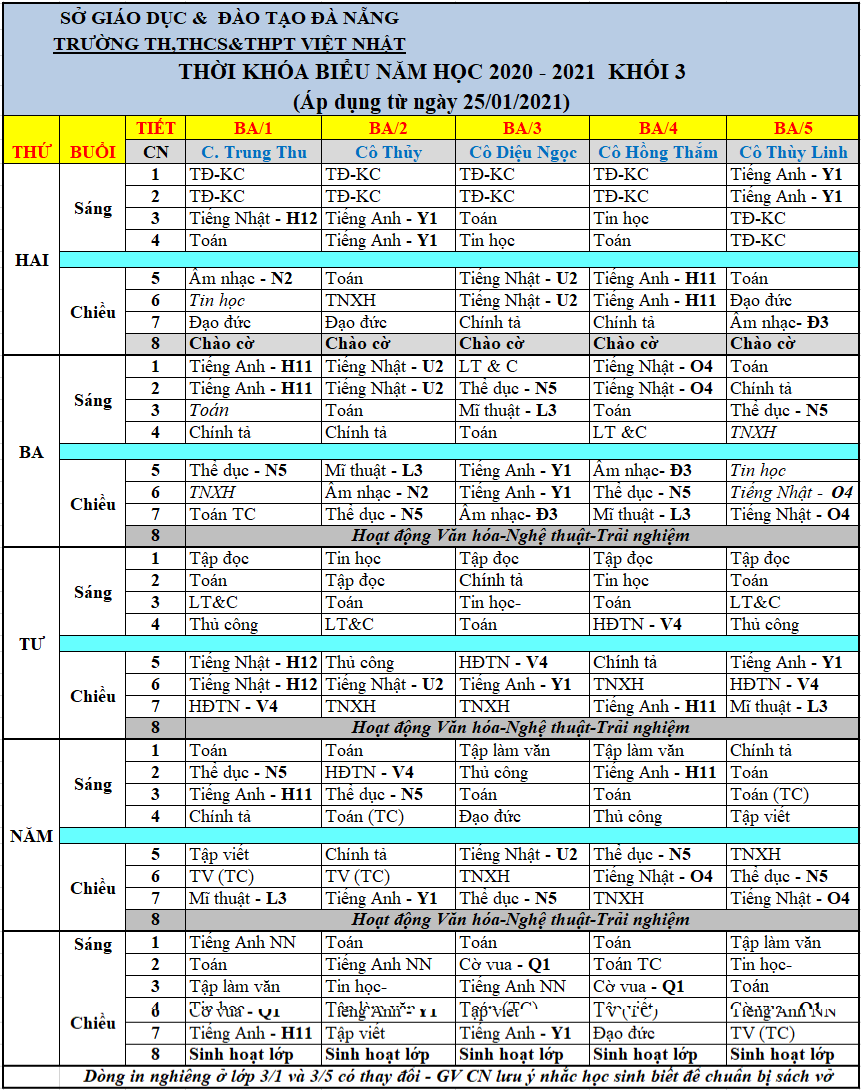 SỞ GIÁO DỤC & ĐÀO TẠO ĐÀ NẴNG
TRƯỜNG TH,THCS&THPT VIỆT NHẬT
THỜI KHÓA BIỂU NĂM HỌC 2020 - 2021 KHỐI 3
(Áp dụng từ ngày 25/01/2021)
THỨ BUỔI TIẾT BA/1 BA/2 BA/3 BA/4 BA/5
CN C. Trung Thu Cô Thủy Cô Diệu Ngọc Cô Hồng Thắm Cô Thùy Linh
HAI
Sáng
1 TĐ-KC TĐ-KC TĐ-KC TĐ-KC Tiếng Anh - Y1
2 TĐ-KC TĐ-KC TĐ-KC TĐ-KC Tiếng Anh - Y1
3 Tiếng Nhật - H12 Tiếng Anh - Y1 Toán Tin học TĐ-KC
4 Toán Tiếng Anh - Y1 Tin học Toán TĐ-KC
Chiều
5 Âm nhạc - N2 Toán Tiếng Nhật - U2 Tiếng Anh - H11 Toán
6 Tin học TNXH Tiếng Nhật - U2 Tiếng Anh - H11 Đạo đức
7 Đạo đức Đạo đức Chính tả Chính tả Âm nhạc- Đ3
8 Chào cờ Chào cờ Chào cờ Chào cờ Chào cờ
BA
Sáng
1 Tiếng Anh - H11 Tiếng Nhật - U2 LT & C Tiếng Nhật - O4 Toán
2 Tiếng Anh - H11 Tiếng Nhật - U2 Thể dục - N5 Tiếng Nhật - O4 Chính tả
3 Toán Toán Mĩ thuật - L3 Toán Thể dục - N5
4 Chính tả Chính tả Toán LT &C TNXH
Chiều
5 Thể dục - N5 Mĩ thuật - L3 Tiếng Anh - Y1 Âm nhạc- Đ3 Tin học
6 TNXH Âm nhạc - N2 Tiếng Anh - Y1 Thể dục - N5 Tiếng Nhật - O4
7 Toán TC Thể dục - N5 Âm nhạc- Đ3 Mĩ thuật - L3 Tiếng Nhật - O4
8 Hoạt động Văn hóa-Nghệ thuật-Trải nghiệm
TƯ
Sáng
1 Tập đọc Tin học Tập đọc Tập đọc Tập đọc
2 Toán Tập đọc Chính tả Tin học Toán
3 LT&C Toán Tin học- Toán LT&C
4 Thủ công LT&C Toán HĐTN - V4 Thủ công
Chiều
5 Tiếng Nhật - H12 Thủ công HĐTN - V4 Chính tả Tiếng Anh - Y1
6 Tiếng Nhật - H12 Tiếng Nhật - U2 Tiếng Anh - Y1 TNXH HĐTN - V4
7 HĐTN - V4 TNXH TNXH Tiếng Anh - H11 Mĩ thuật - L3
8 Hoạt động Văn hóa-Nghệ thuật-Trải nghiệm
NĂM
Sáng
1 Toán Toán Tập làm văn Tập làm văn Chính tả
2 Thể dục - N5 HĐTN - V4 Thủ công Tiếng Anh - H11 Toán
3 Tiếng Anh - H11 Thể dục - N5 Toán Toán Toán (TC)
4 Chính tả Toán (TC) Đạo đức Thủ công Tập viết
Chiều
5 Tập viết Chính tả Tiếng Nhật - U2 Thể dục - N5 TNXH
6 TV (TC) TV (TC) TNXH Tiếng Nhật - O4 Thể dục - N5
7 Mĩ thuật - L3 Tiếng Anh - Y1 Thể dục - N5 TNXH Tiếng Nhật - O4
8 Hoạt động Văn hóa-Nghệ thuật-Trải nghiệm
Sáng
1 Tiếng Anh NN Toán Toán Toán Tập làm văn
2 Toán Tiếng Anh NN Cờ vua - Q1 Toán TC Tin học-
3 Tập làm văn Tin học- Tiếng Anh NN Cờ vua - Q1 Toán
Chiều
6 Cờ vua - Q1 Tiếng Anh - Y1 Tập viết TV (TC) Tiếng Anh NN
7 Tiếng Anh - H11 Tập viết Tiếng Anh - Y1 Đạo đức TV (TC)
8 Sinh hoạt lớp Sinh hoạt lớp Sinh hoạt lớp Sinh hoạt lớp Sinh hoạt lớp
Dòng in nghiêng ở lớp 3/1 và 3/5 có thay đổi - GV CN lưu ý nhắc học sinh biết để chuẩn bị sách vở